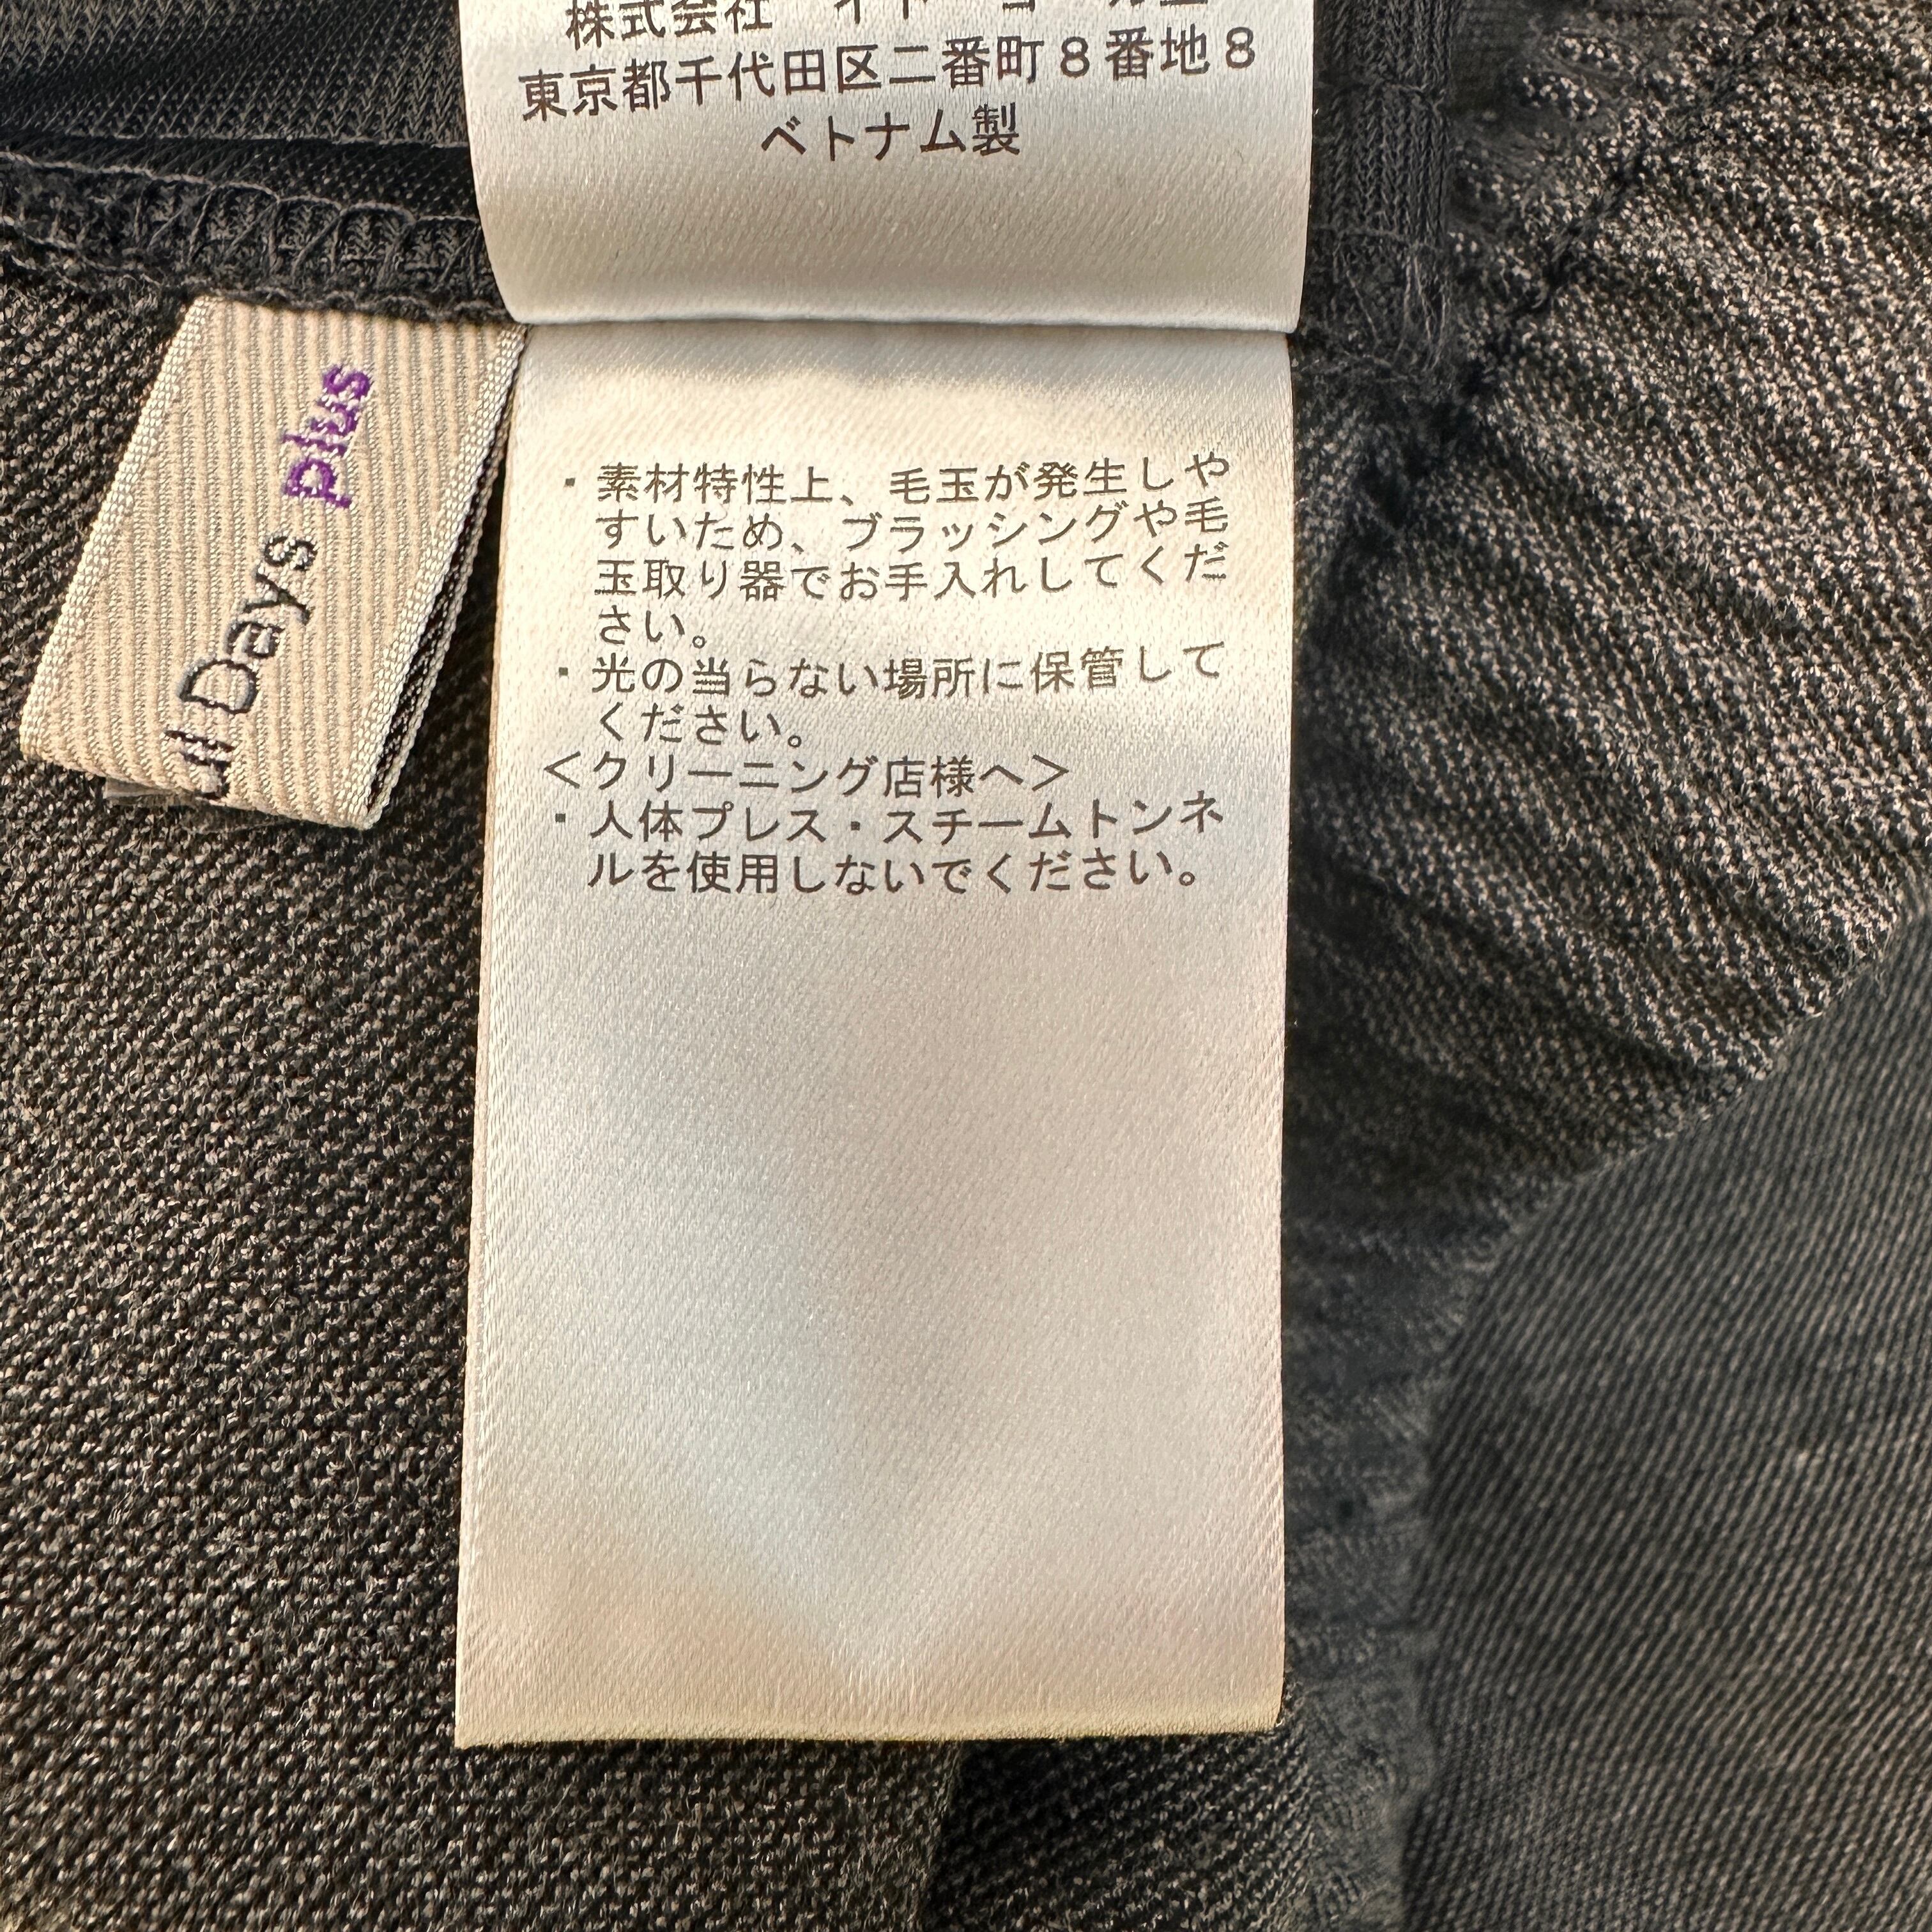 株式会社
東京都千代田区二番町8番地8
ベトナム製
Days plus
・素材特性上、毛玉が発生しや
すいため、ブラッシングや毛
玉取り器でお手入れしてくだ
さい。
・光の当らない場所に保管して
ください。
<クリーニング店様へ>
・人体プレス・スチームトンネ
ルを使用しないでください。